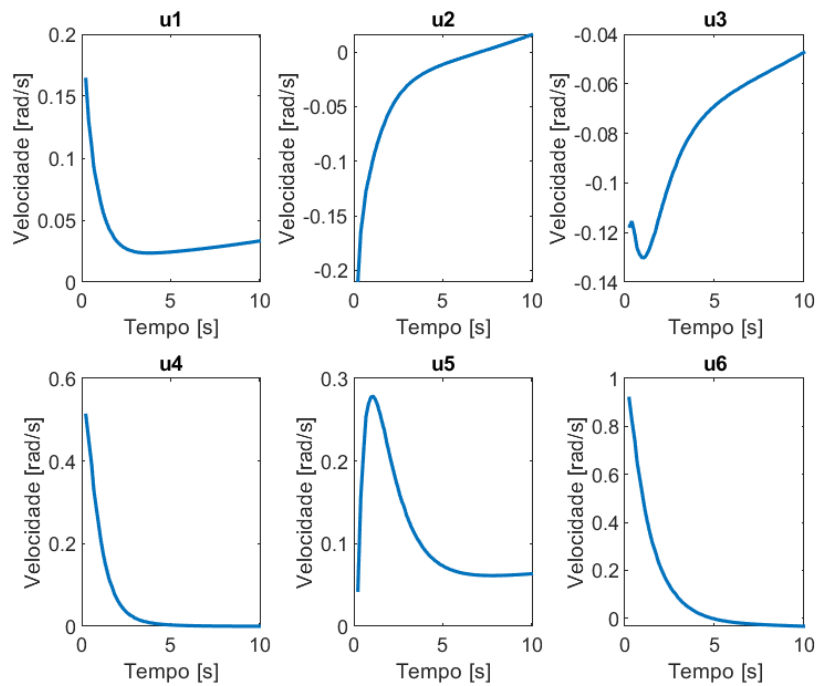 u1
u2
u3
0.2
0.15
0.1
0.05
0
0
-0.05
-0.1
-0.15
-0.2
-0.04
-0.06
-0.08
-0.1
-0.12
-0.14
Velocidade [rad/s]
Velocidade [rad/s]
Velocidade [rad/s]
0 5 10
0 5 10
0 5 10
Tempo [s]
Tempo [s]
Tempo [s]
u4
u5
u6
0.6
0.4
0.2
0
0.3
0.2
0.1
0
1
0.8
0.6
0.4
0.2
0
Velocidade [rad/s]
Velocidade [rad/s]
Velocidade [rad/s]
0 5 10
0 5 10
0 5 10
Tempo [s]
Tempo [s]
Tempo [s]